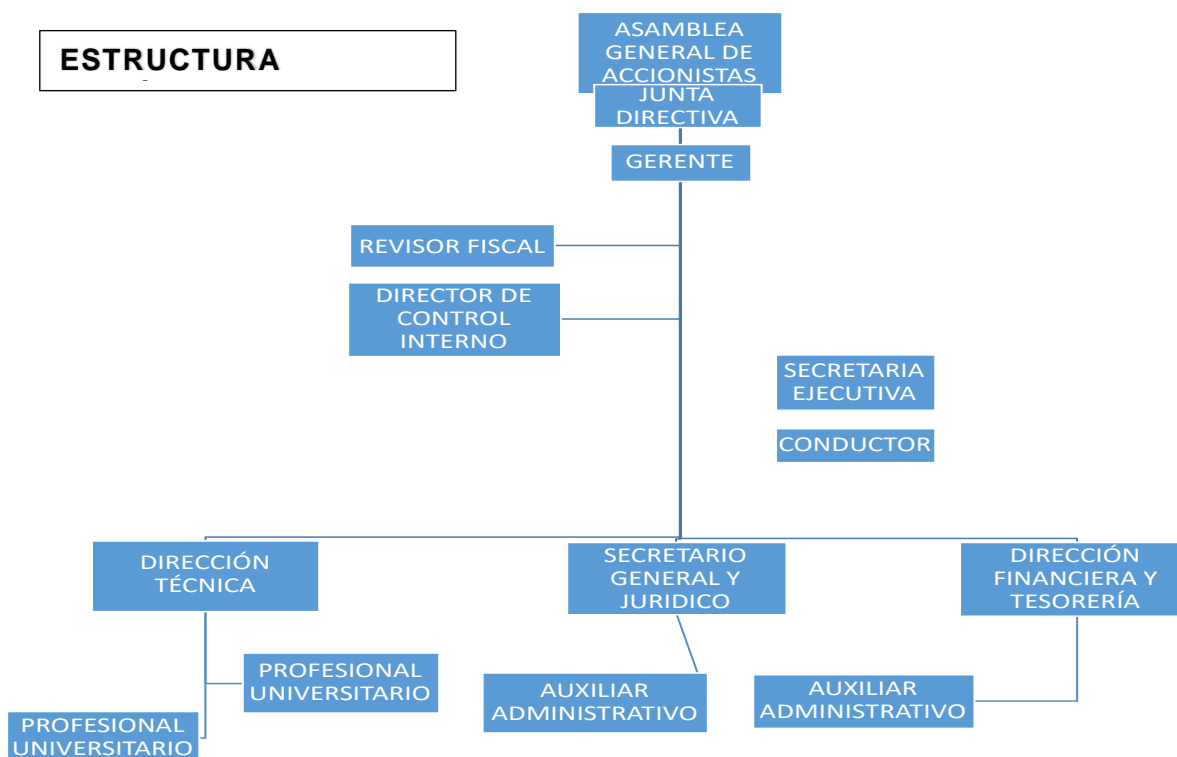 ESTRUCTURA
ASAMBLEA
GENERAL DE
ACCIONISTAS
JUNTA
DIRECTIVA
GERENTE
REVISOR FISCAL
DIRECTOR DE
CONTROL
INTERNO
SECRETARIA
EJECUTIVA
CONDUCTOR
DIRECCIÓN
TÉCNICA
SECRETARIO
GENERAL Y
JURIDICO
DIRECCIÓN
FINANCIERA Y
TESORERÍA
PROFESIONAL
UNIVERSITARIO
PROFESIONAL
UNIVERSITARIO
AUXILIAR
ADMINISTRATIVO
AUXILIAR
ADMINISTRATIVO